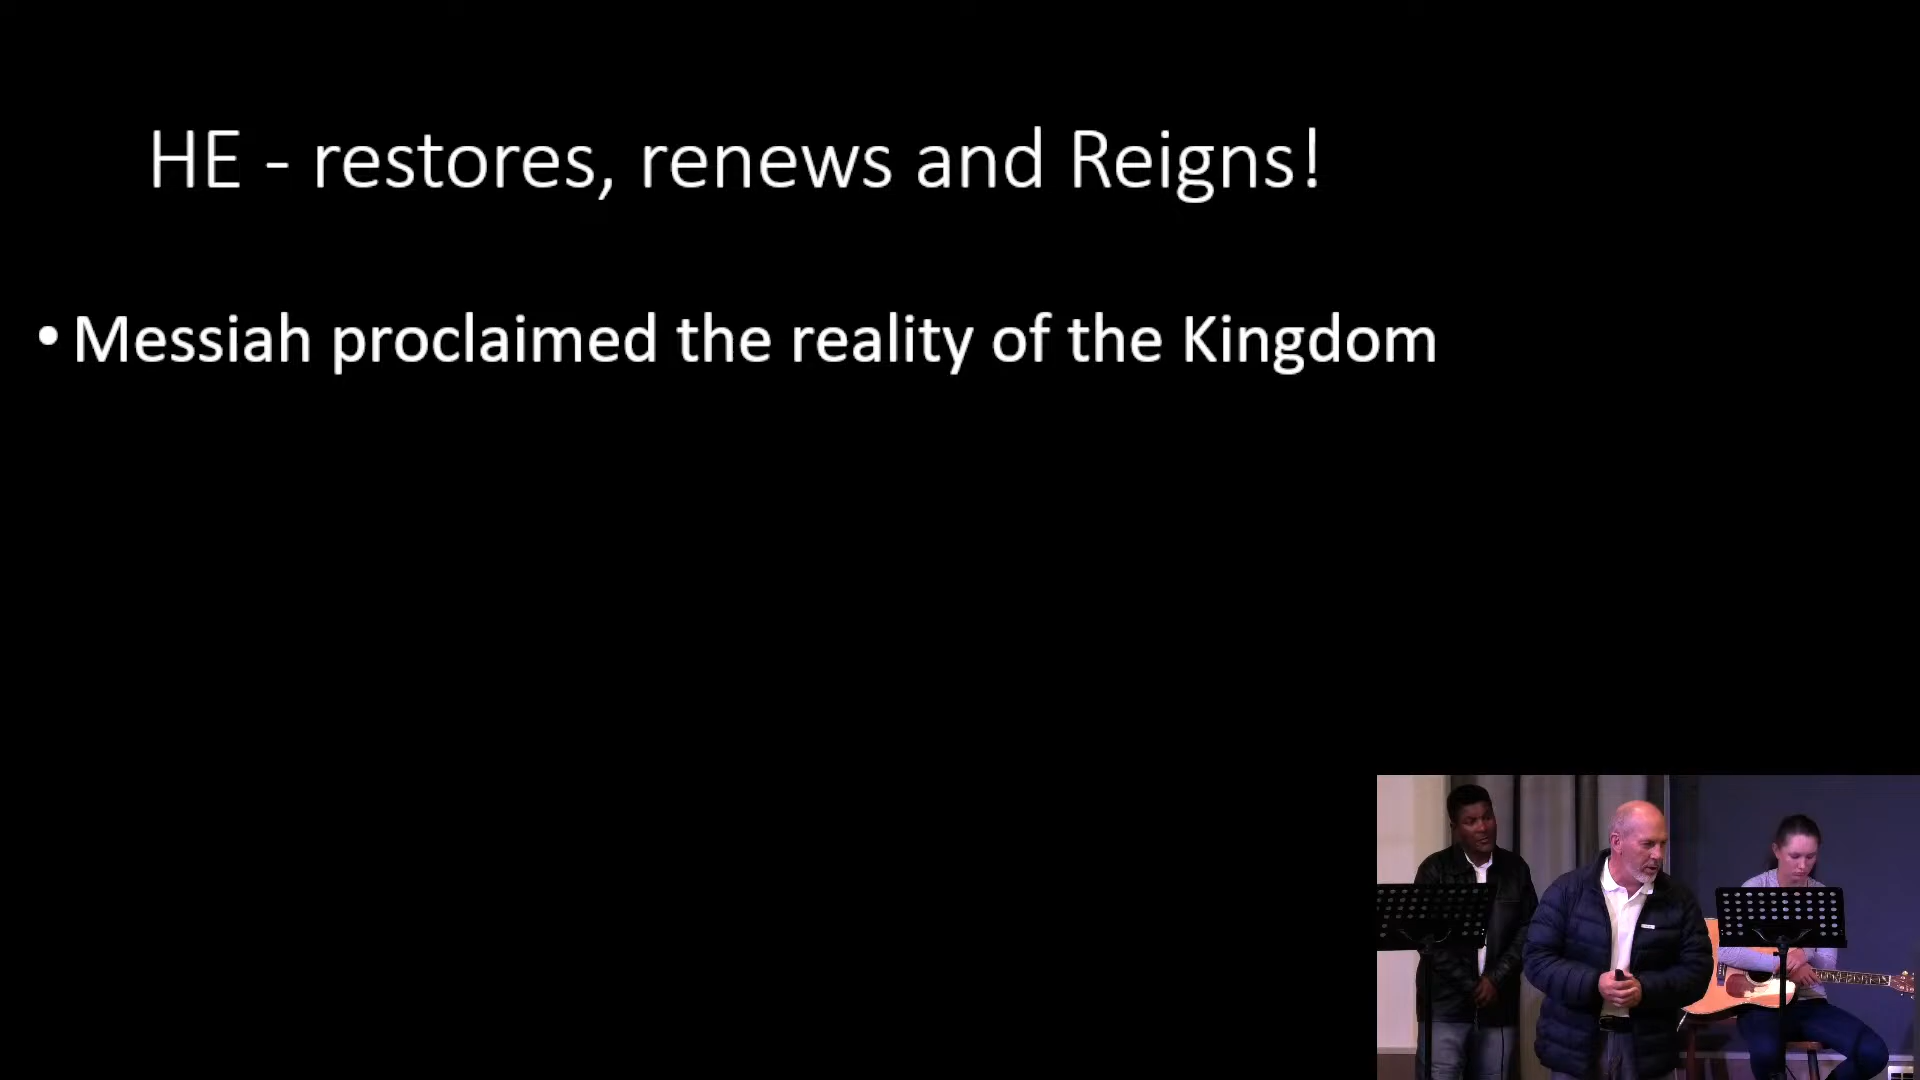 HE - restores, renews and Reigns!
• Messiah proclaimed the reality of the Kingdom